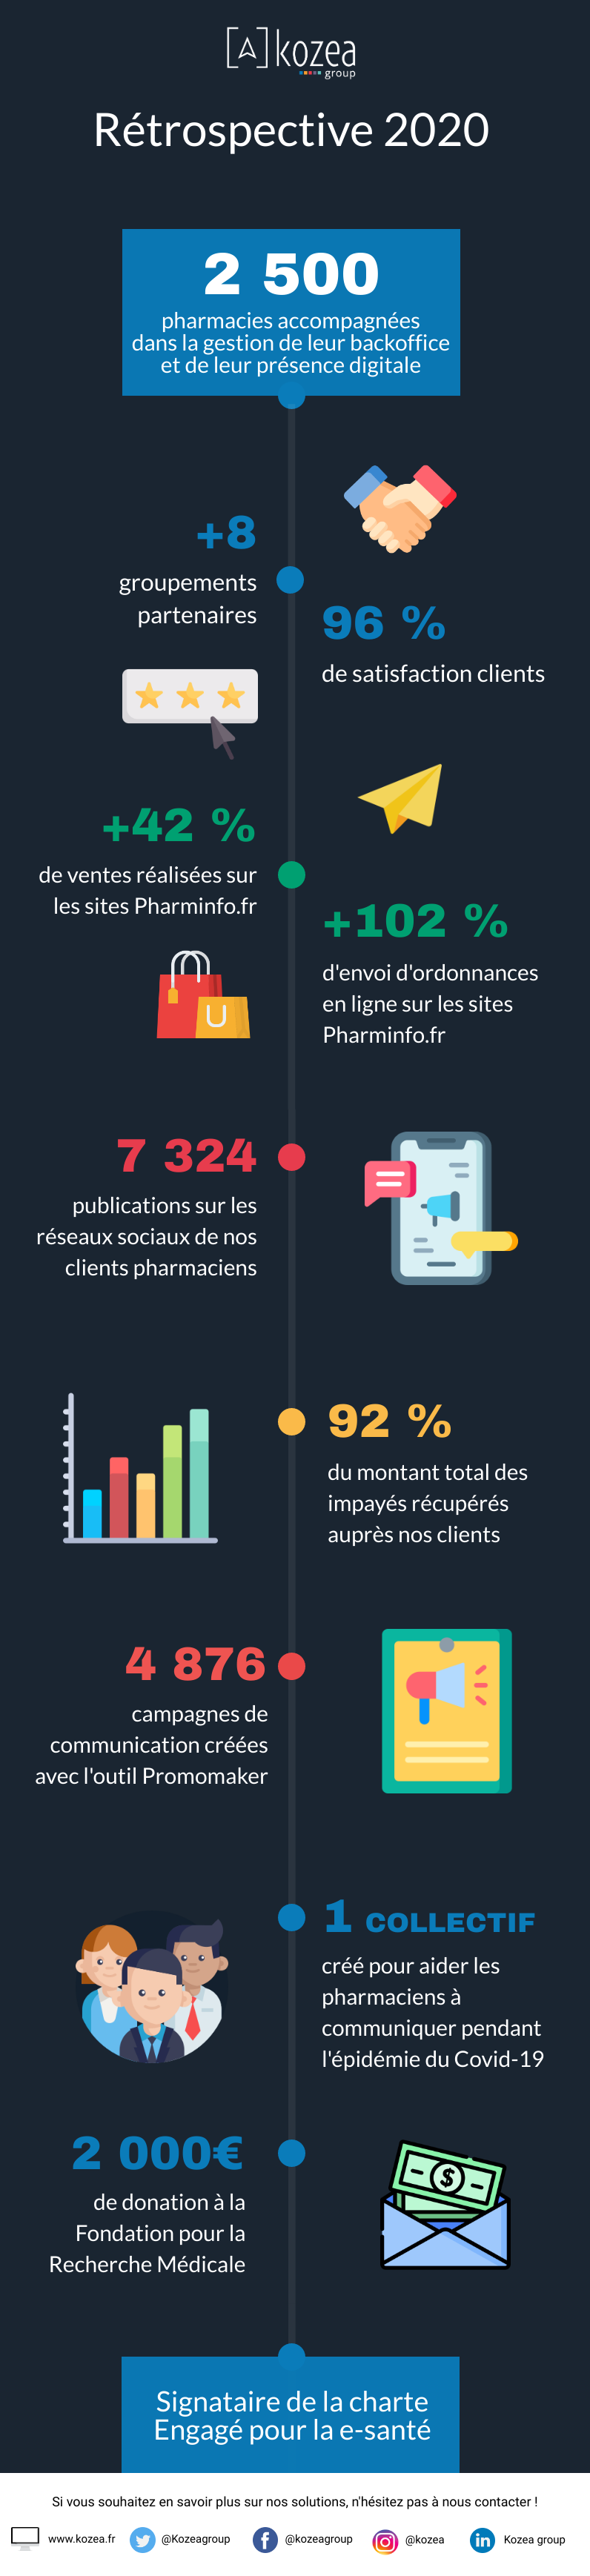 [A] kozea
group
Rétrospective 2020
2 500
pharmacies accompagnées
dans la gestion de leur backoffice
et de leur présence digitale
+8
groupements
partenaires
96 %
de satisfaction clients
+42 %
de ventes réalisées sur
les sites Pharminfo.fr
+102 %
d'envoi d'ordonnances
en ligne sur les sites
Pharminfo.fr
7 324
publications sur les
réseaux sociaux de nos
clients pharmaciens
92 %
du montant total des
impayés récupérés
auprès nos clients
4 876
campagnes de
communication créées
avec l'outil Promomaker
1 COLLECTIF
créé pour aider les
pharmaciens à
communiquer pendant
l'épidémie du Covid-19
2 000€
de donation à la
Fondation pour la
Recherche Médicale
$
Signataire de la charte
Engagé pour la e-santé
Si vous souhaitez en savoir plus sur nos solutions, n'hésitez pas à nous contacter !
www.kozea.fr @Kozeagroup @kozeagroup @kozea Kozea group